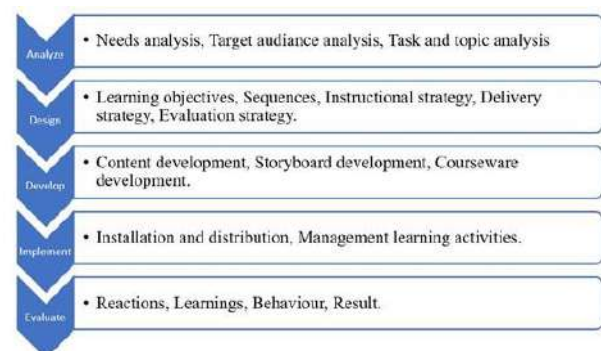 Analyze
• Needs analysis, Target audiance analysis, Task and topic analysis
Design
• Learning objectives, Sequences, Instructional strategy, Delivery
strategy, Evaluation strategy.
Develop
• Content development, Storyboard development, Courseware
development.
Implement
• Installation and distribution, Management learning activities.
Evaluate
• Reactions, Learnings, Behaviour, Result.